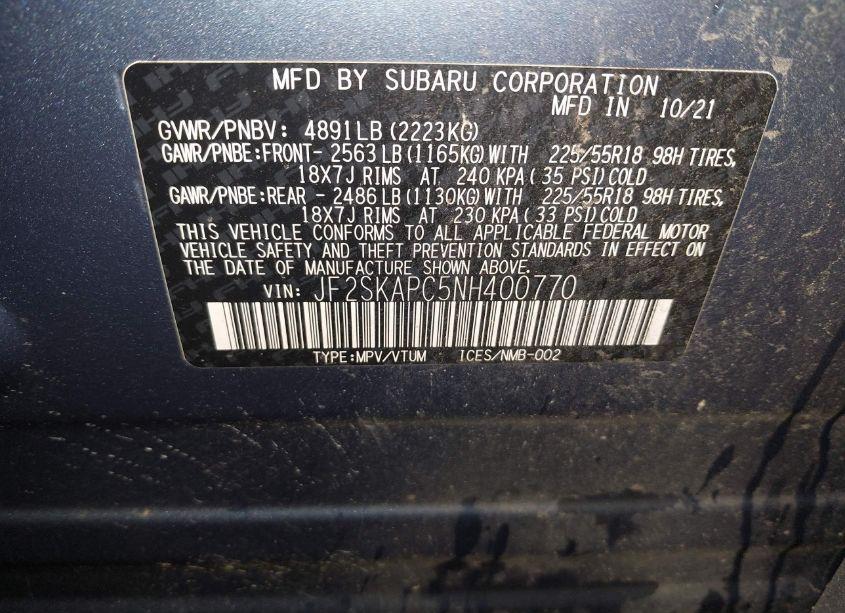 MFD BY SUBARU CORPORATION
MFD IN 10/21
GVWR/PNBV: 4891LB(2223KG)
GAWR/PNBE:FRONT- 2563LB(1165KG)WITH 225/55R18 98H TIRES,
18X7J RIMS AT 240 KPA(35 PSI)COLD
GAWR/PNBE:REAR - 2486LB(1130KG)WITH 225/55R18 98H TIRES,
18X7J RIMS AT 230 KPA(33 PSI)COLD
THIS VEHICLE CONFORMS TO ALL APPLICABLE FEDERAL MOTOR
VEHICLE SAFETY AND THEFT PREVENTION STANDARDS IN EFFECT ON
THE DATE OF MANUFACTURE SHOWN ABOVE.
VIN: JF2SKAPC5NH400770
TYPE:MPV/VTUM ICES/NMB-002